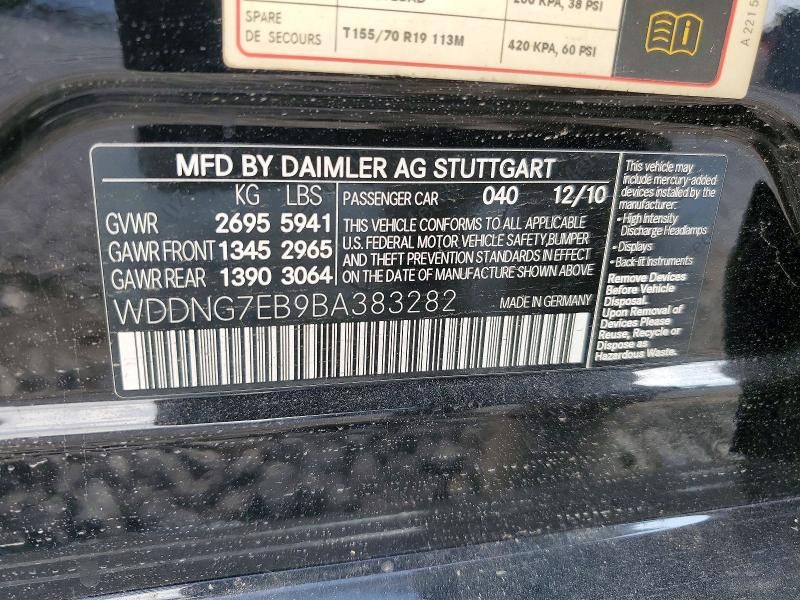 SPARE
DE SECOURS
T155/70 R19 113M
420 KPA, 60 PSI
KPA, 38 PSI
A 221 5
MFD BY DAIMLER AG STUTTGART
KG LBS
GVWR 2695 5941
GAWR FRONT 1345 2965
GAWR REAR 1390 3064
PASSENGER CAR 040 12/10
THIS VEHICLE CONFORMS TO ALL APPLICABLE
U.S. FEDERAL MOTOR VEHICLE SAFETY,BUMPER
AND THEFT PREVENTION STANDARDS IN EFFECT
ON THE DATE OF MANUFACTURE SHOWN ABOVE
WDDNG7EB9BA383282
MADE IN GERMANY
This vehicle may
include mercury-added
devices installed by the
manufacturer:
• High Intensity
Discharge Headlamps
• Displays
• Back-lit Instruments
Remove Devices
Before Vehicle
Disposal.
Upon Removal of
Devices Please
Reuse, Recycle or
Dispose as
Hazardous Waste.